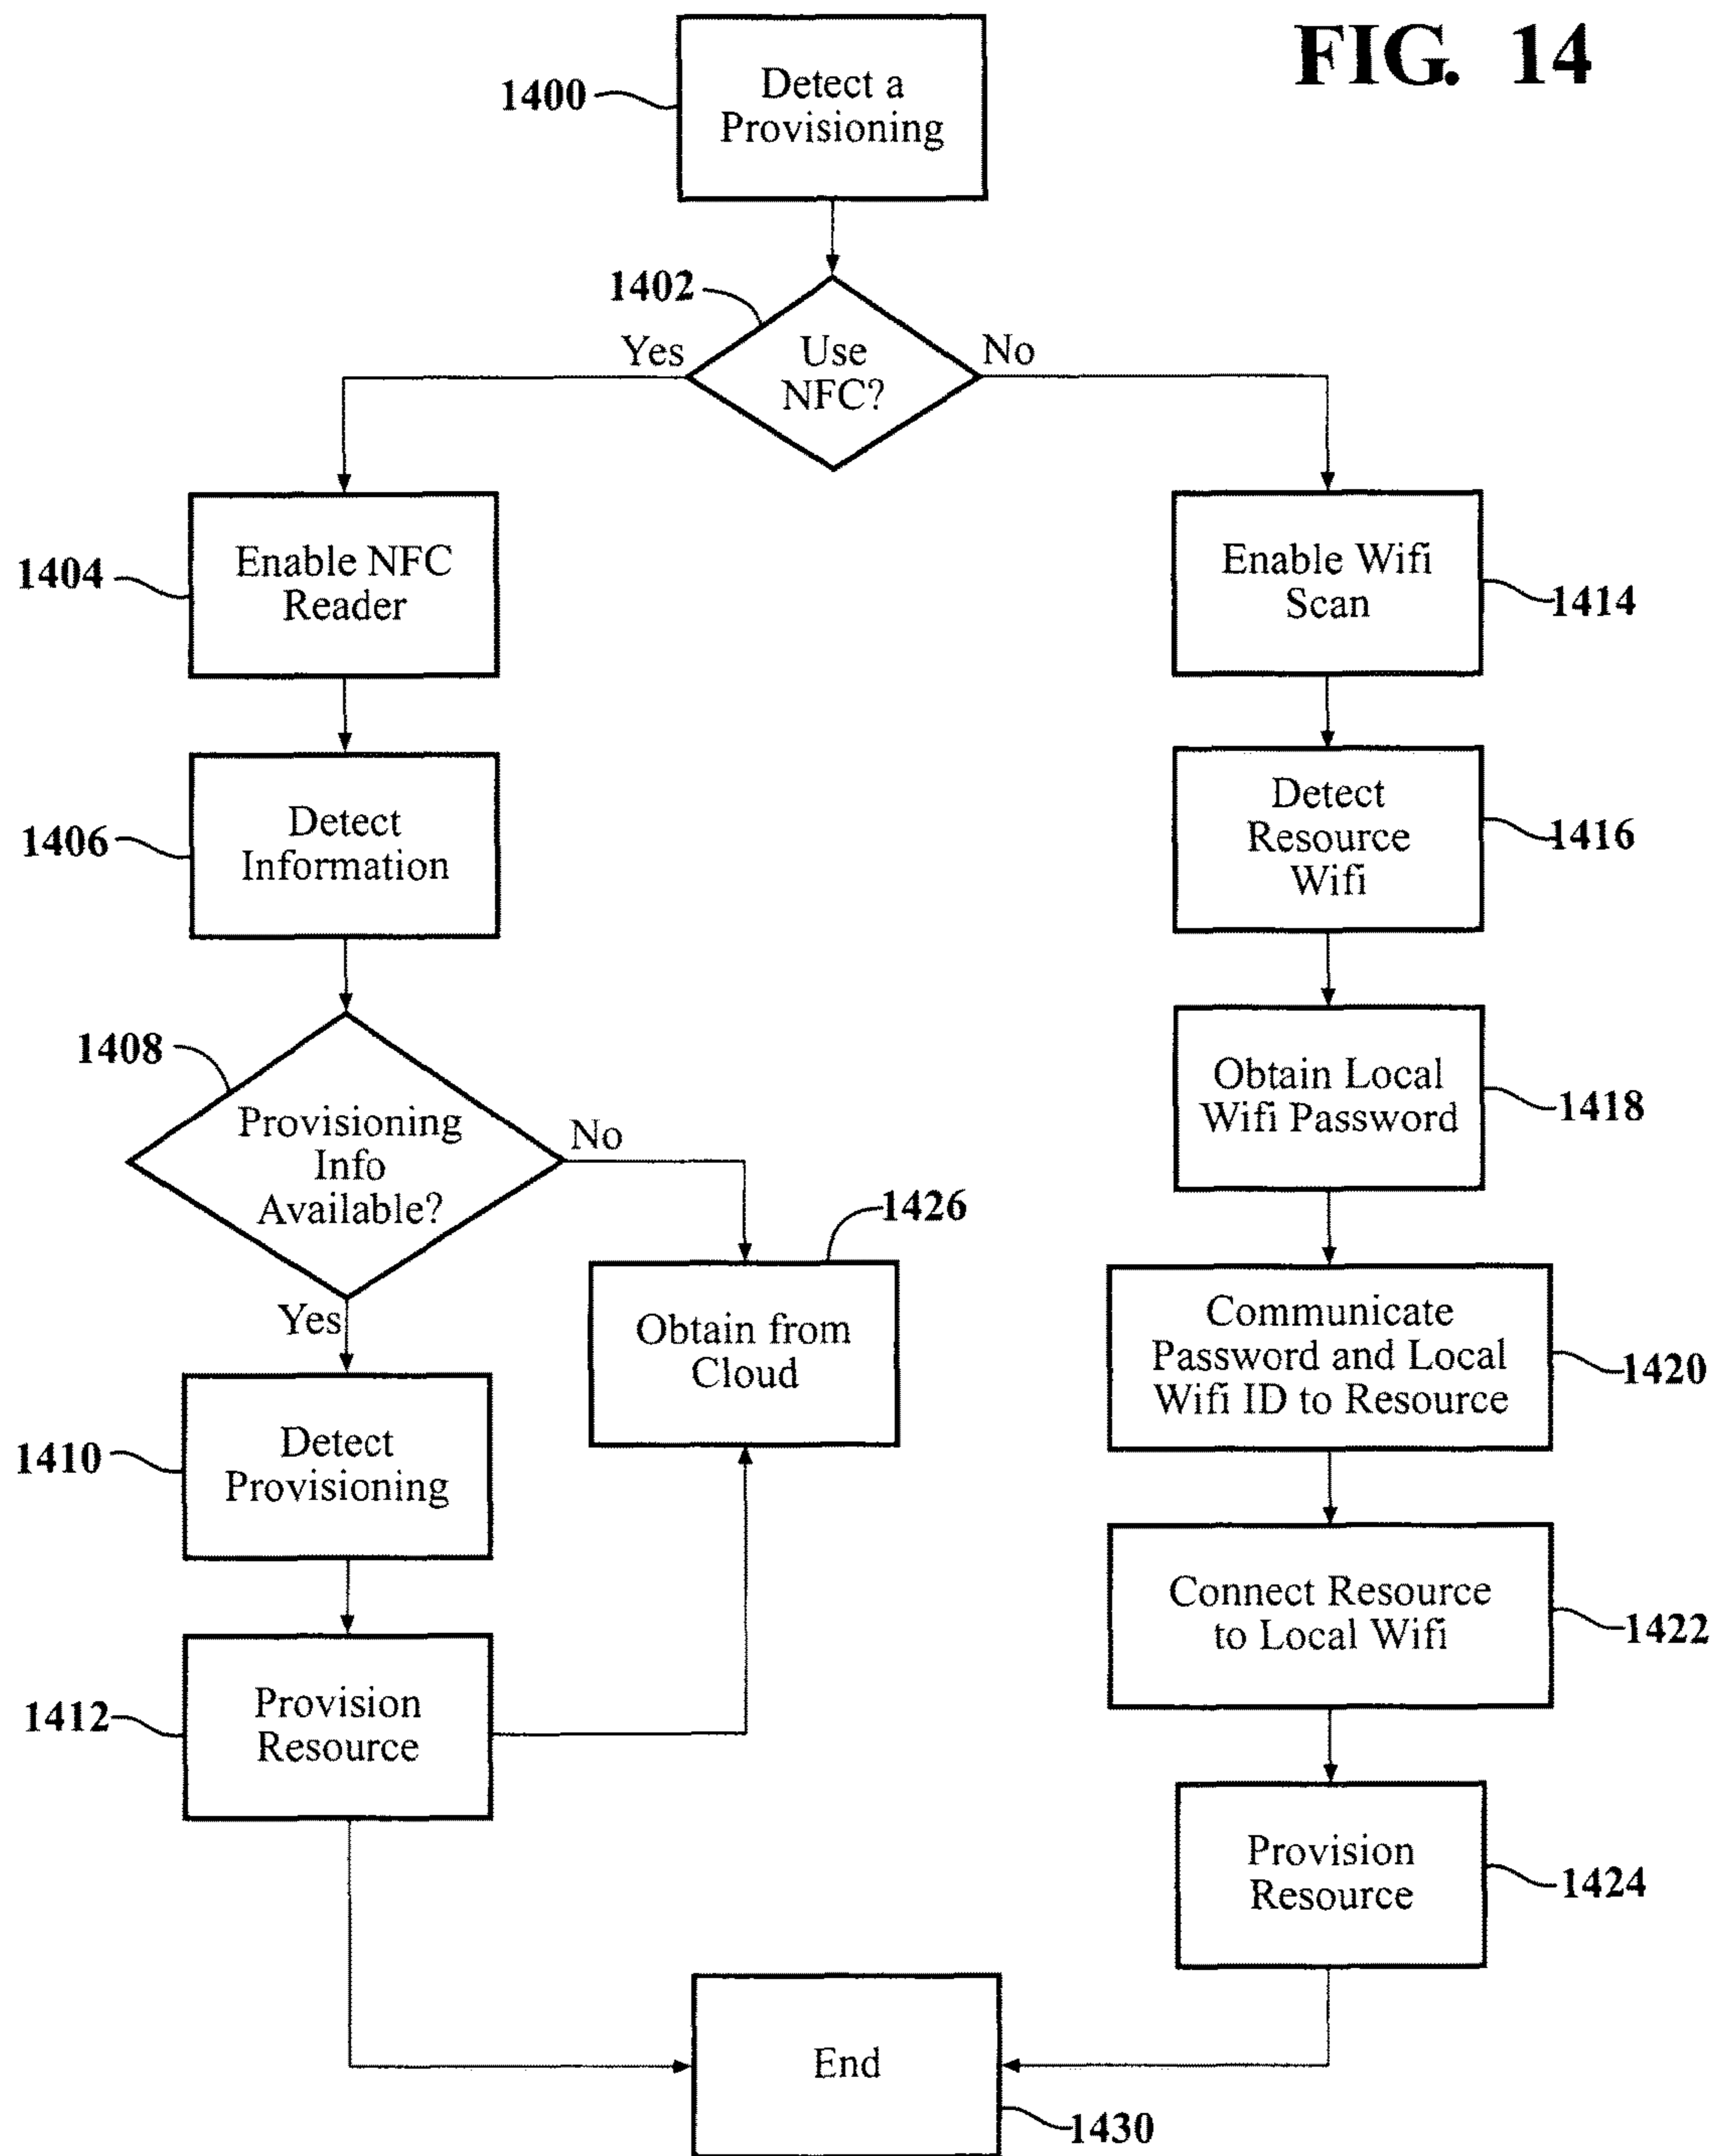 FIG. 14
1400
Detect a
Provisioning
1402
Yes
Use
NFC?
No
1404
Enable NFC
Reader
Enable Wifi
Scan
1414
1406
Detect
Information
Detect
Resource
Wifi
1416
1408
Provisioning
Info
Available?
No
Yes
1426
Obtain from
Cloud
Obtain Local
Wifi Password
1418
Communicate
Password and Local
Wifi ID to Resource
1420
1410
Detect
Provisioning
Connect Resource
to Local Wifi
1422
1412
Provision
Resource
Provision
Resource
1424
End
1430